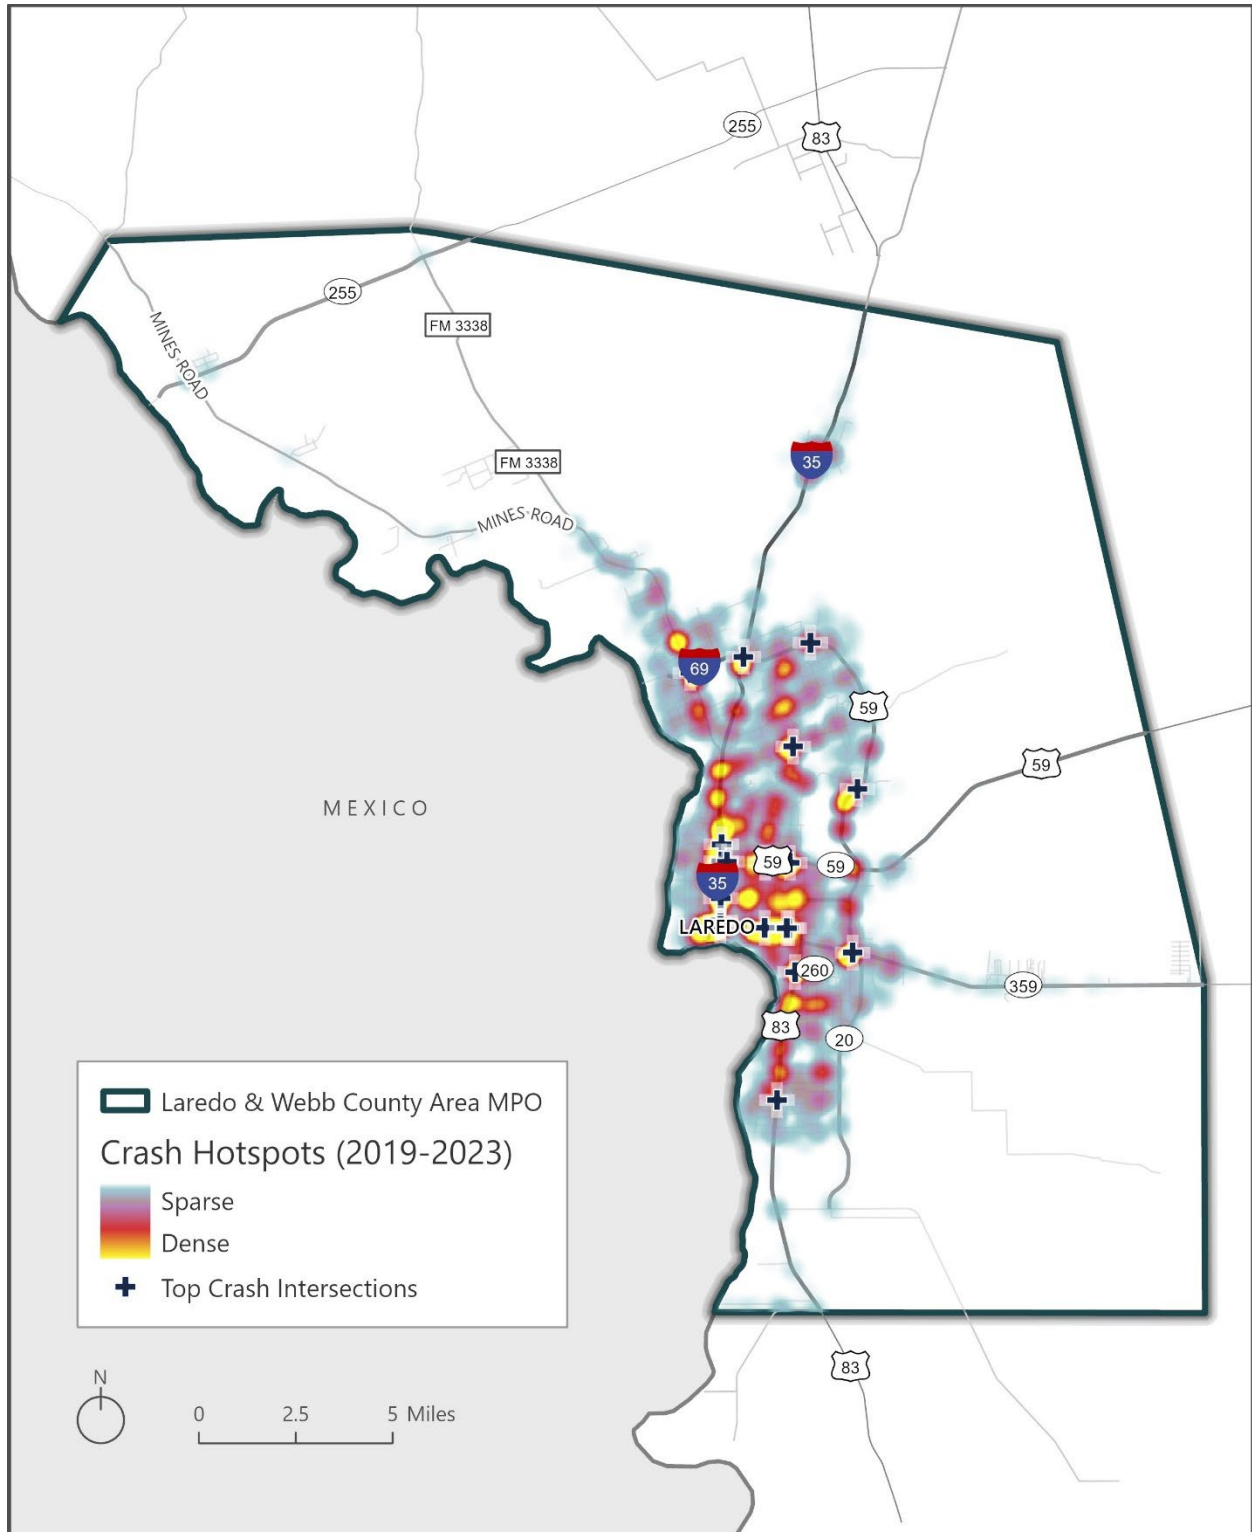 255
83
255
FM 3338
MINES ROAD
35
FM 3338
MINES ROAD
69
59
59
MEXICO
59
59
35
LAREDO
260
359
83
20
Laredo & Webb County Area MPO
Crash Hotspots (2019-2023)
Sparse
Dense
Top Crash Intersections
83
N
0 2.5 5 Miles